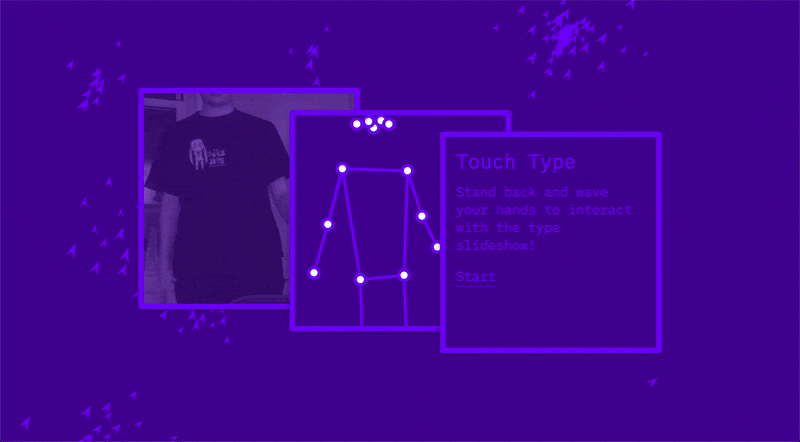 Touch Type
Stand back and wave
your hands to interact
with the type
slideshow!
Start